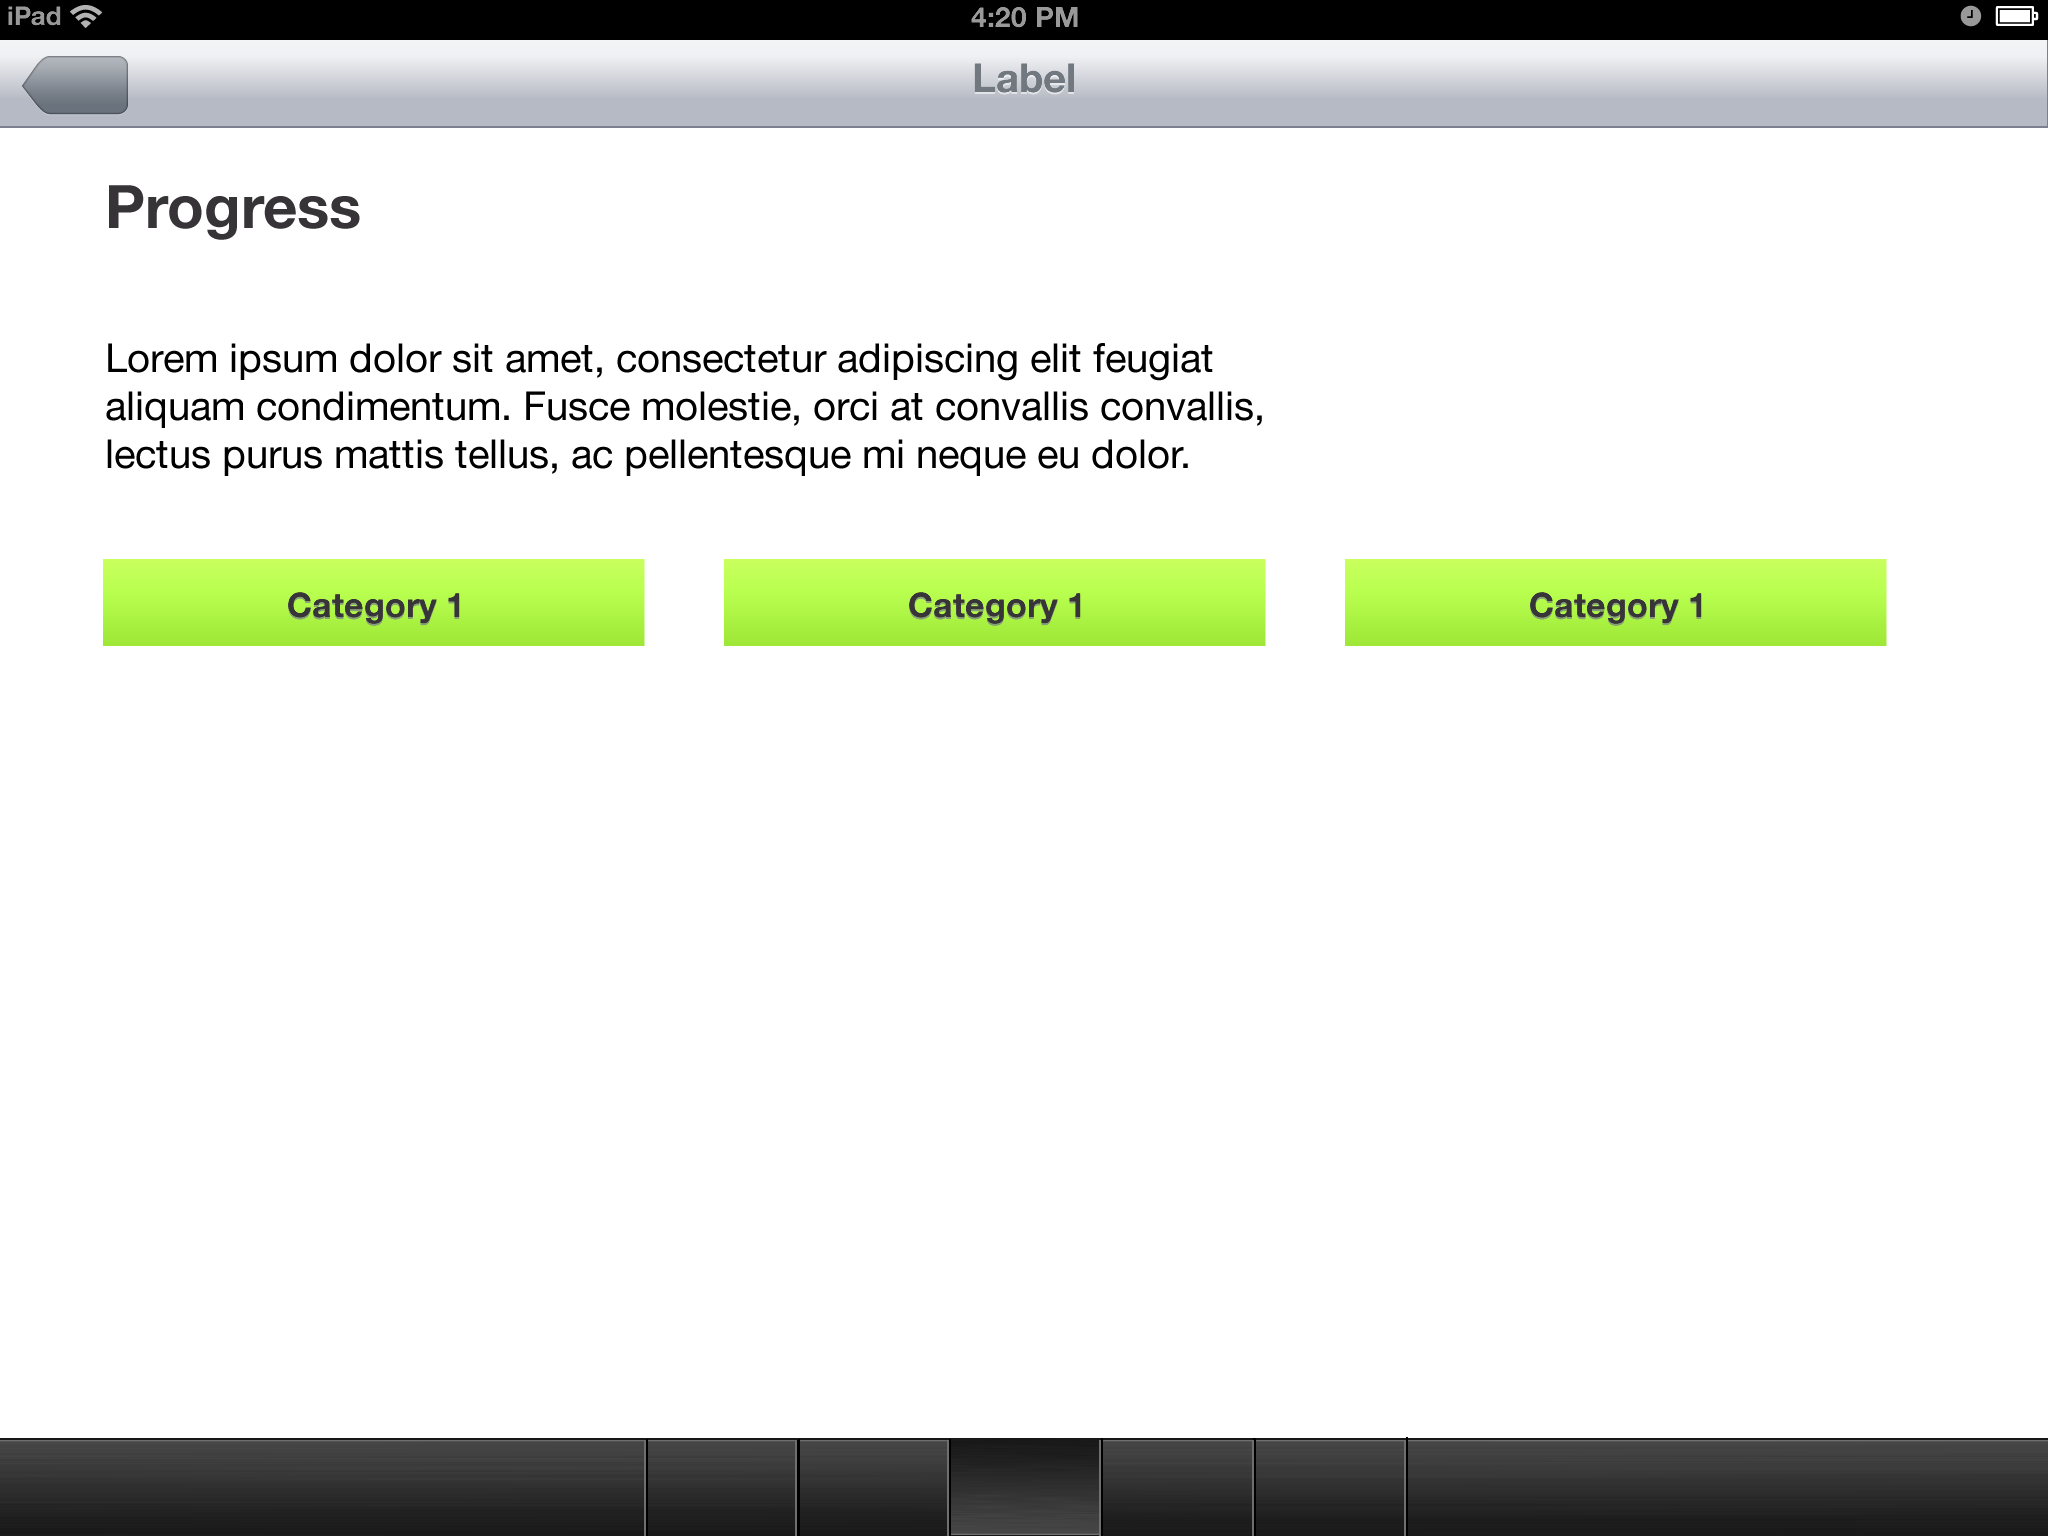 iPad
4:20 PM
Label
Progress
Lorem ipsum dolor sit amet, consectetur adipiscing elit feugiat
aliquam condimentum. Fusce molestie, orci at convallis convallis,
lectus purus mattis tellus, ac pellentesque mi neque eu dolor.
Category 1
Category 1
Category 1